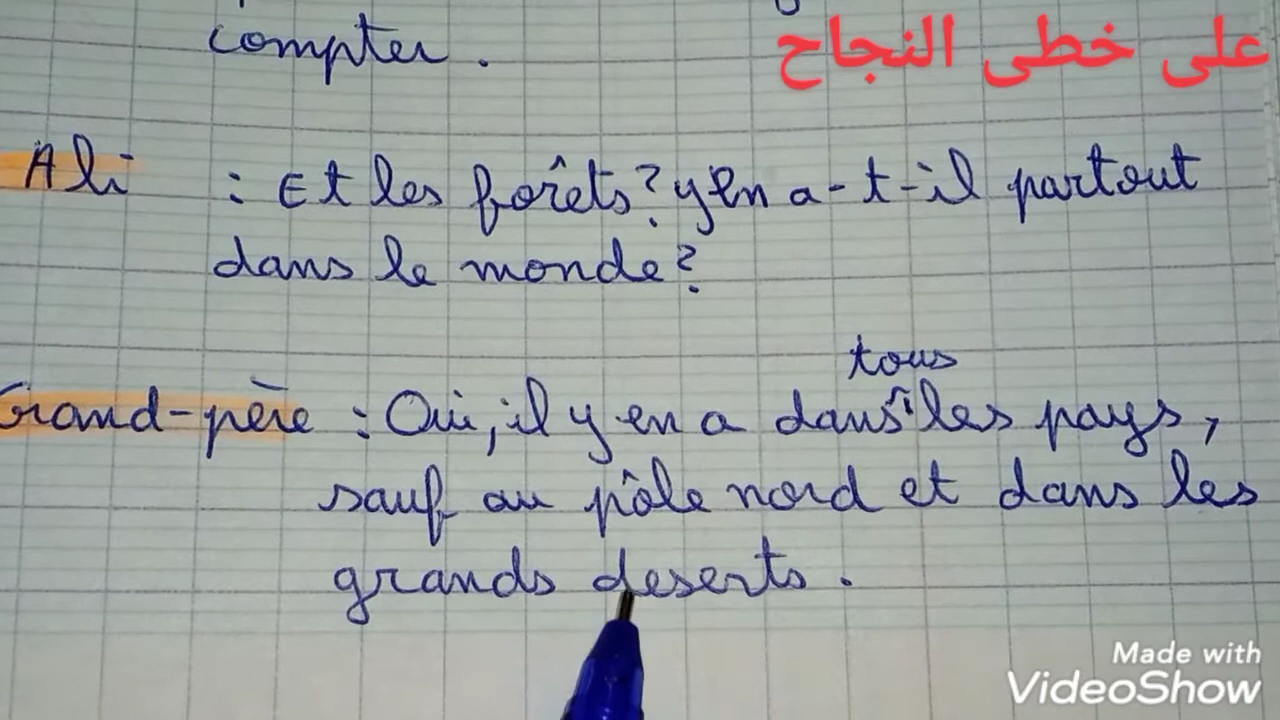 compter.
على خطى النجاح
Ali : Et les forêts? y en a-t-il partout
dans le monde?
tous
Grand-père : Oui, il y en a dans les pays,
sauf au pôle nord et dans les
grands deserts.
Made with
VideoShow